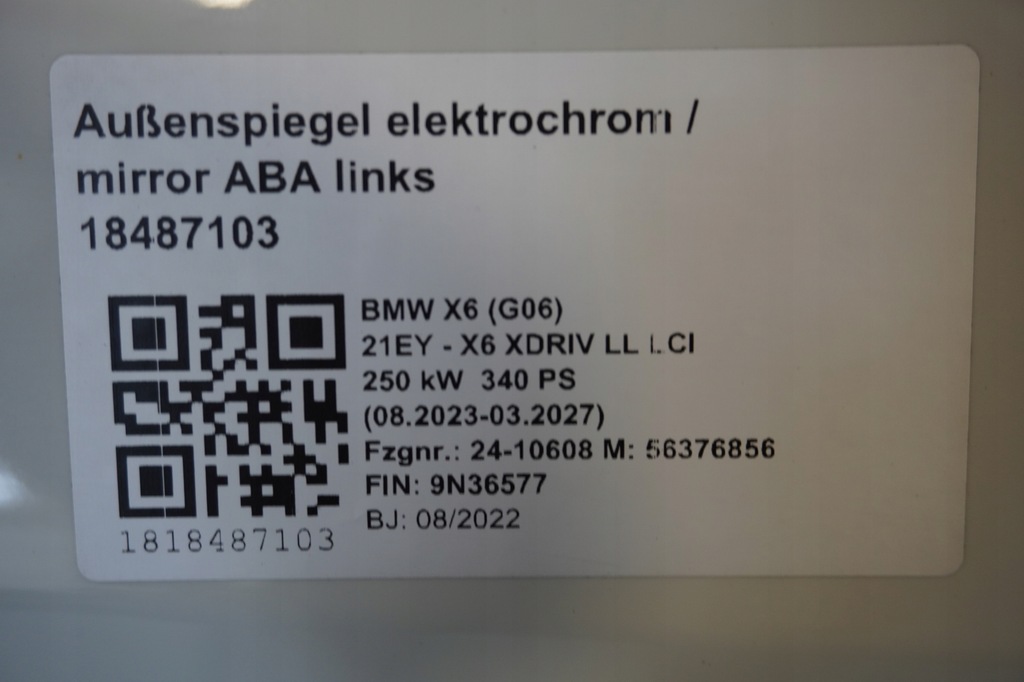 Außenspiegel elektrochrom /
mirror ABA links
18487103
BMW X6 (G06)
21EY - X6 XDRIV LL LCI
250 kW 340 PS
(08.2023-03.2027)
Fzgnr.: 24-10608 M: 56376856
FIN: 9N36577
BJ: 08/2022
1818487103